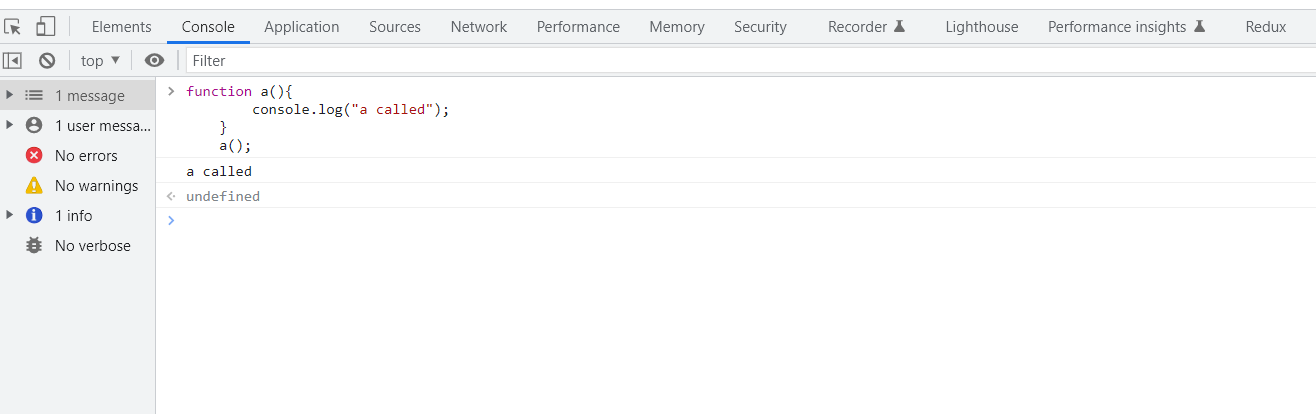 Elements Console Application Sources Network Performance Memory Security Recorder Lighthouse Performance insights Redux
top Filter
1 message
1 user messa...
No errors
No warnings
1 info
No verbose
function a(){
console.log("a called");
}
a();
a called
undefined